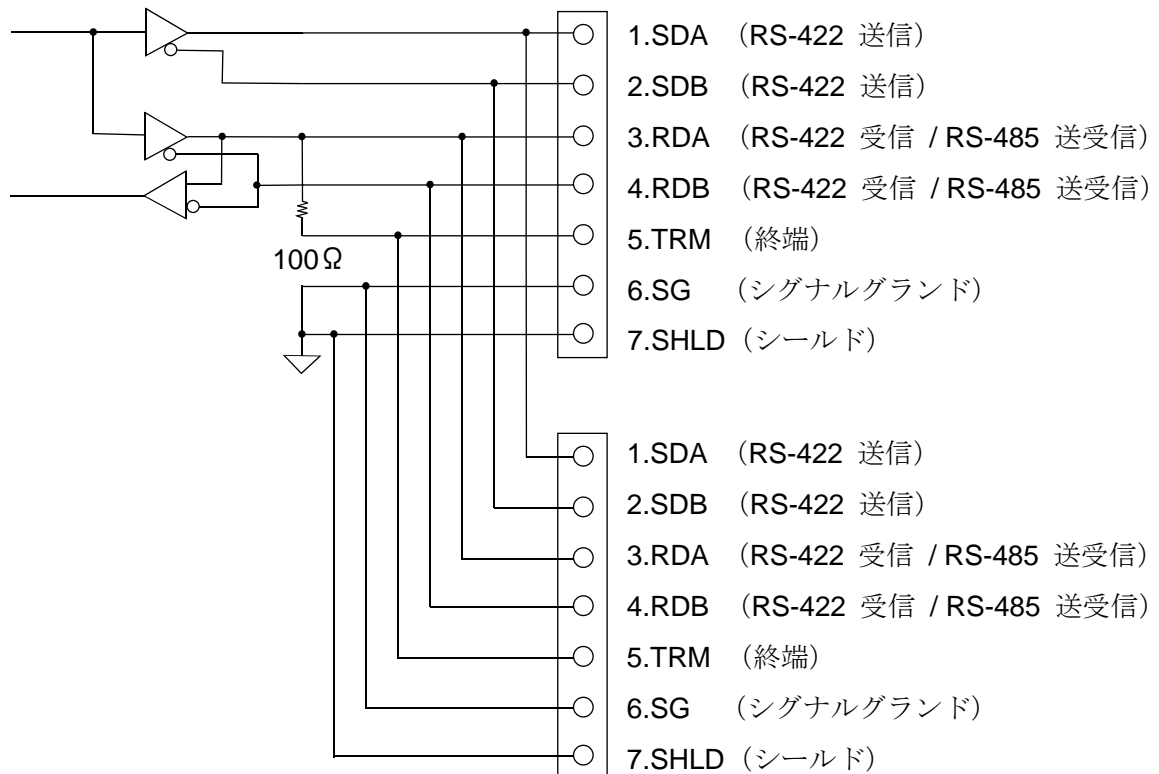 1.SDA （RS-422 送信）
2.SDB （RS-422 送信）
3.RDA （RS-422 受信 / RS-485 送受信）
4.RDB （RS-422 受信 / RS-485 送受信）
5.TRM （終端）
100Ω
6.SG （シグナルグランド）
7.SHLD（シールド）
1.SDA （RS-422 送信）
2.SDB （RS-422 送信）
3.RDA （RS-422 受信 / RS-485 送受信）
4.RDB （RS-422 受信 / RS-485 送受信）
5.TRM （終端）
6.SG （シグナルグランド）
7.SHLD（シールド）